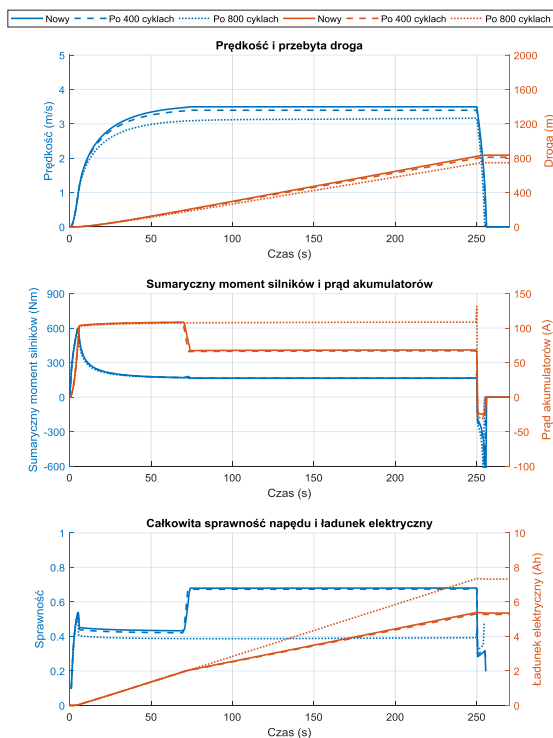 Nowy Po 400 cyklach Po 800 cyklach Nowy Po 400 cyklach Po 800 cyklach
Prędkość i przebyta droga
Prędkość (m/s)
5
4
3
2
1
0
2000
1600
1200
800
400
0
Droga (m)
0 50 100 150 200 250
Czas (s)
Sumaryczny moment silników i prąd akumulatorów
Sumaryczny moment silników (Nm)
900
600
300
0
-300
-600
150
100
50
0
-50
-100
Prąd akumulatorów (A)
0 50 100 150 200 250
Czas (s)
Całkowita sprawność napędu i ładunek elektryczny
Sprawność
1
0.8
0.6
0.4
0.2
0
10
8
6
4
2
0
Ładunek elektryczny (Ah)
0 50 100 150 200 250
Czas (s)